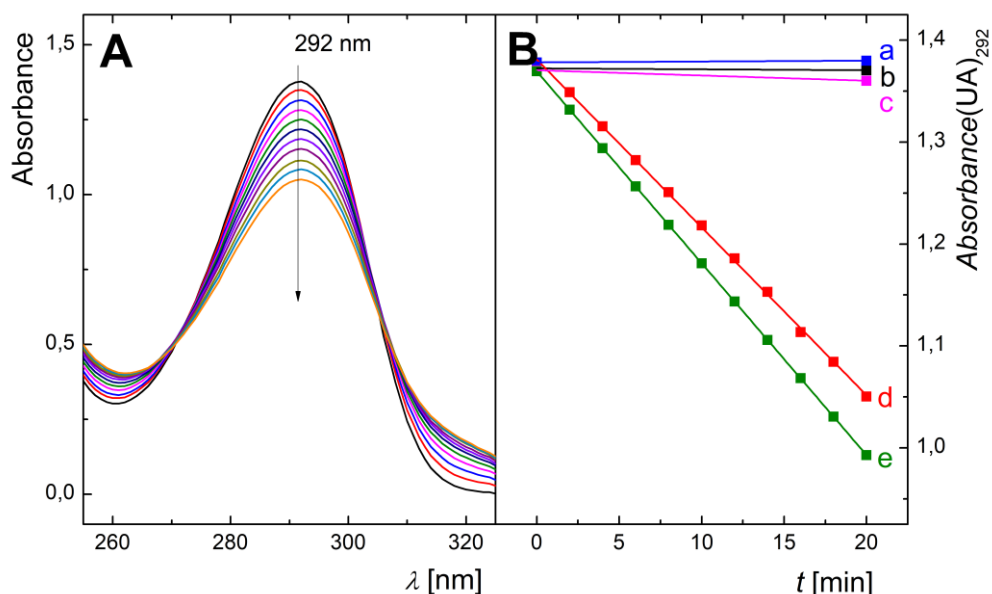 A
292 nm
Absorbance
1,5
1,0
0,5
0,0
260
280
300
320
λ [nm]
B
a
b
c
d
e
1,4
1,3
1,2
1,1
1,0
Absorbance(UA)292
0
5
10
15
20
t [min]